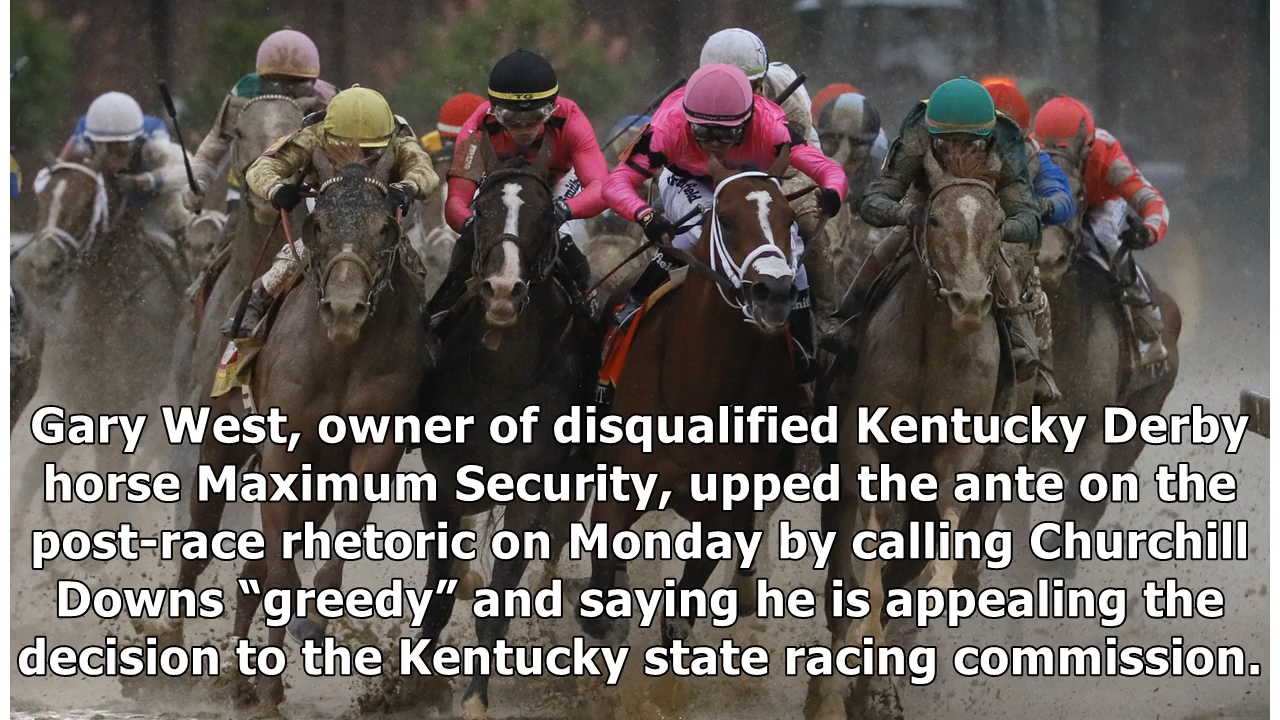 TG
Gary West, owner of disqualified Kentucky Derby
horse Maximum Security, upped the ante on the
post-race rhetoric on Monday by calling Churchill
Downs “greedy” and saying he is appealing the
decision to the Kentucky state racing commission.